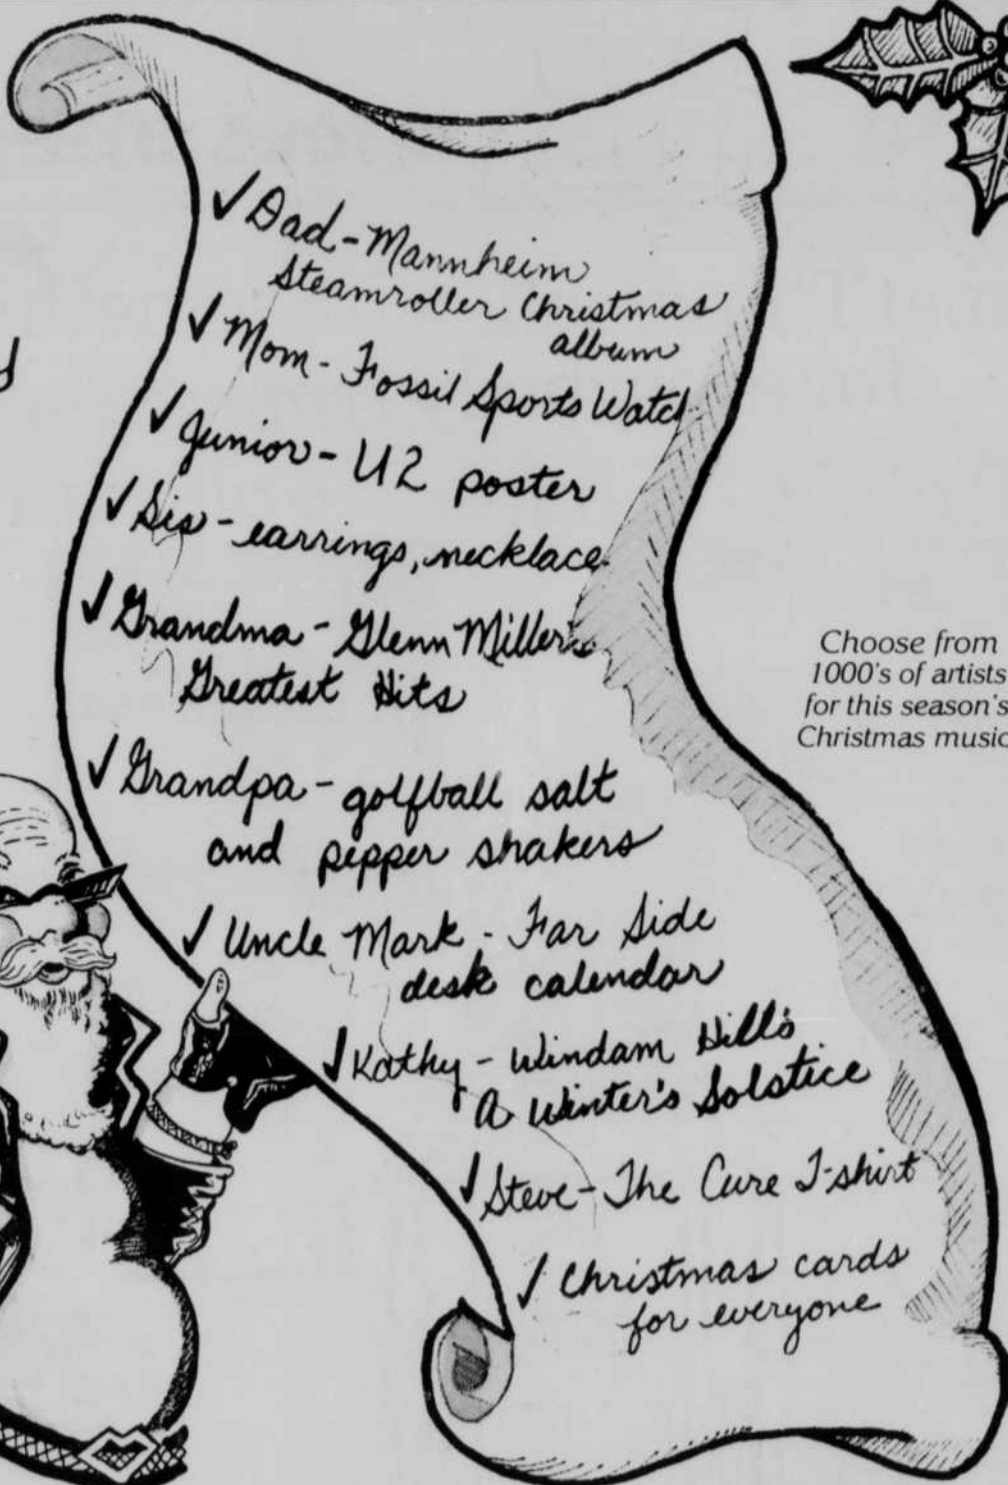 ✓ Dad - Mannheim
Steamroller Christmas
album
✓ Mom - Fossil Sports Watch
✓ Junior - U2 poster
✓ Sis - earrings, necklace
✓ Grandma - Glenn Miller's
Greatest Hits
✓ Grandpa - golfball salt
and pepper shakers
✓ Uncle Mark - Far Side
desk calendar
✓ Kathy - Windam Hill's
A Winter's Solstice
✓ Steve - The Cure T-shirt
✓ Christmas cards
for everyone
Choose from
1000's of artists
for this season's
Christmas music